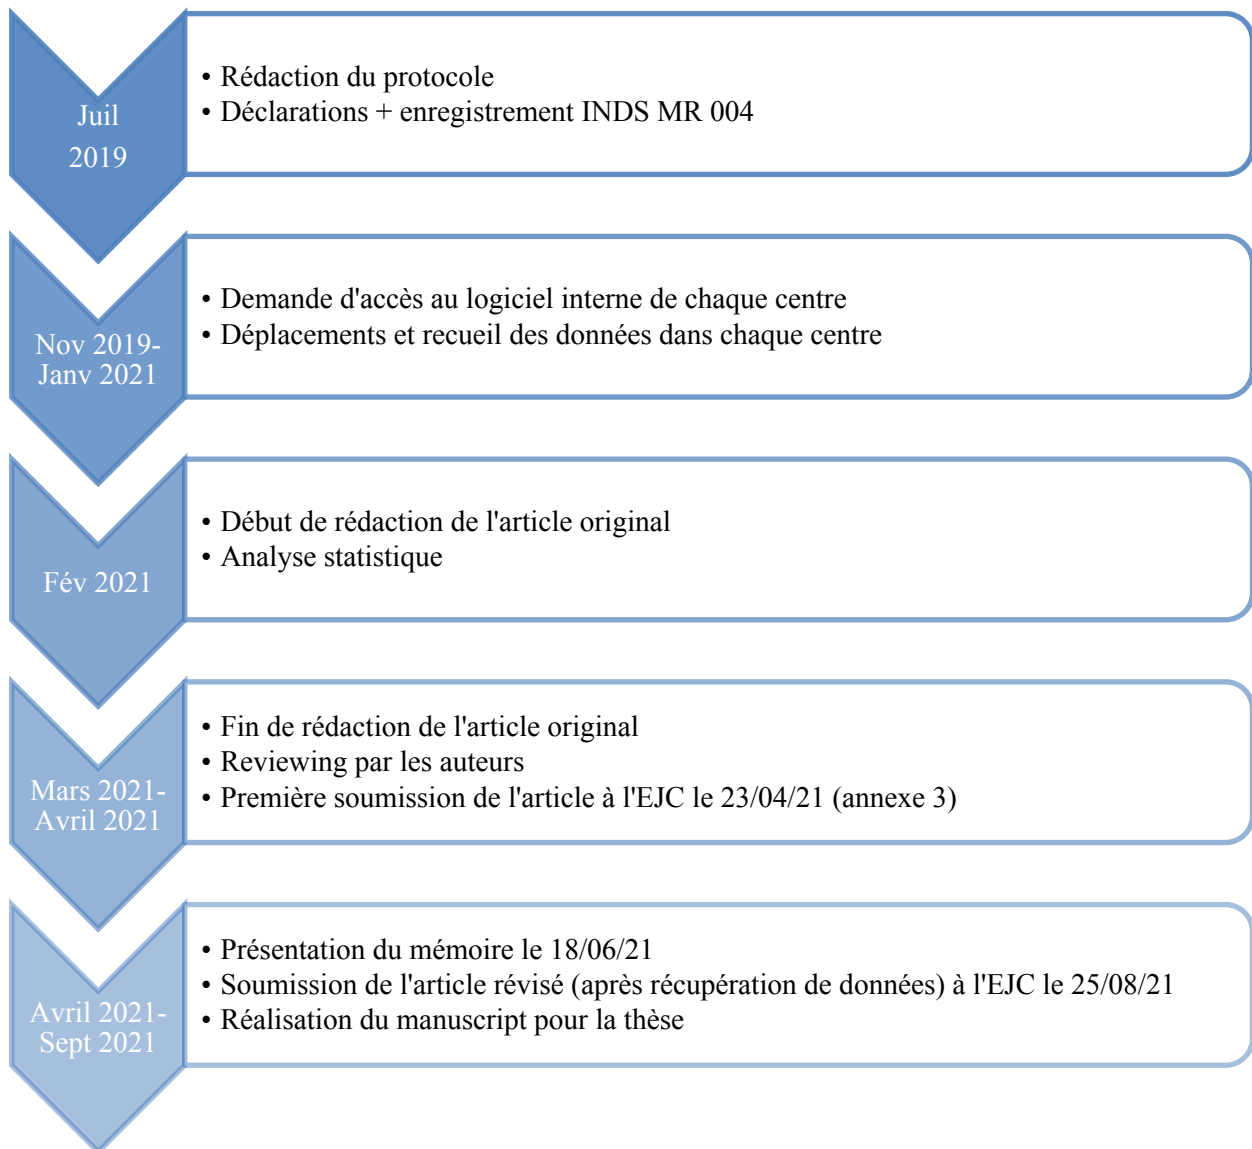 Juil
2019
• Rédaction du protocole
• Déclarations + enregistrement INDS MR 004
Nov 2019-
Janv 2021
• Demande d'accès au logiciel interne de chaque centre
• Déplacements et recueil des données dans chaque centre
Fév 2021
• Début de rédaction de l'article original
• Analyse statistique
Mars 2021-
Avril 2021
• Fin de rédaction de l'article original
• Reviewing par les auteurs
• Première soumission de l'article à l'EJC le 23/04/21 (annexe 3)
Avril 2021-
Sept 2021
• Présentation du mémoire le 18/06/21
• Soumission de l'article révisé (après récupération de données) à l'EJC le 25/08/21
• Réalisation du manuscript pour la thèse